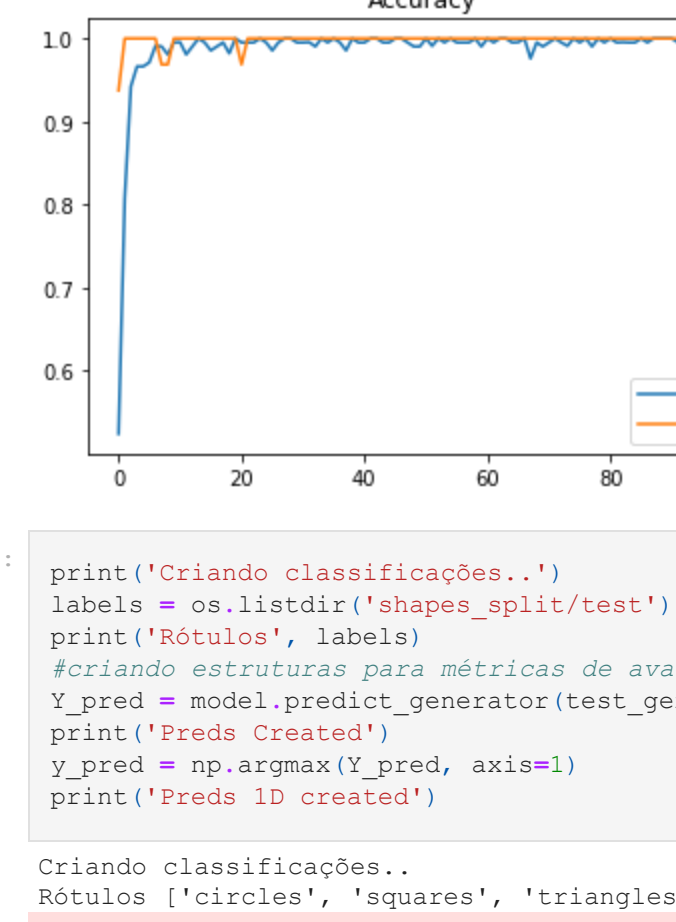 Accuracy
1.0
0.9
0.8
0.7
0.6
0 20 40 60 80
:
print('Criando classificações..')
labels = os.listdir('shapes_split/test')
print('Rótulos', labels)
#criando estruturas para métricas de ava
Y_pred = model.predict_generator(test_ge
print('Preds Created')
y_pred = np.argmax(Y_pred, axis=1)
print('Preds 1D created')
Criando classificações..
Rótulos ['circles', 'squares', 'triangles